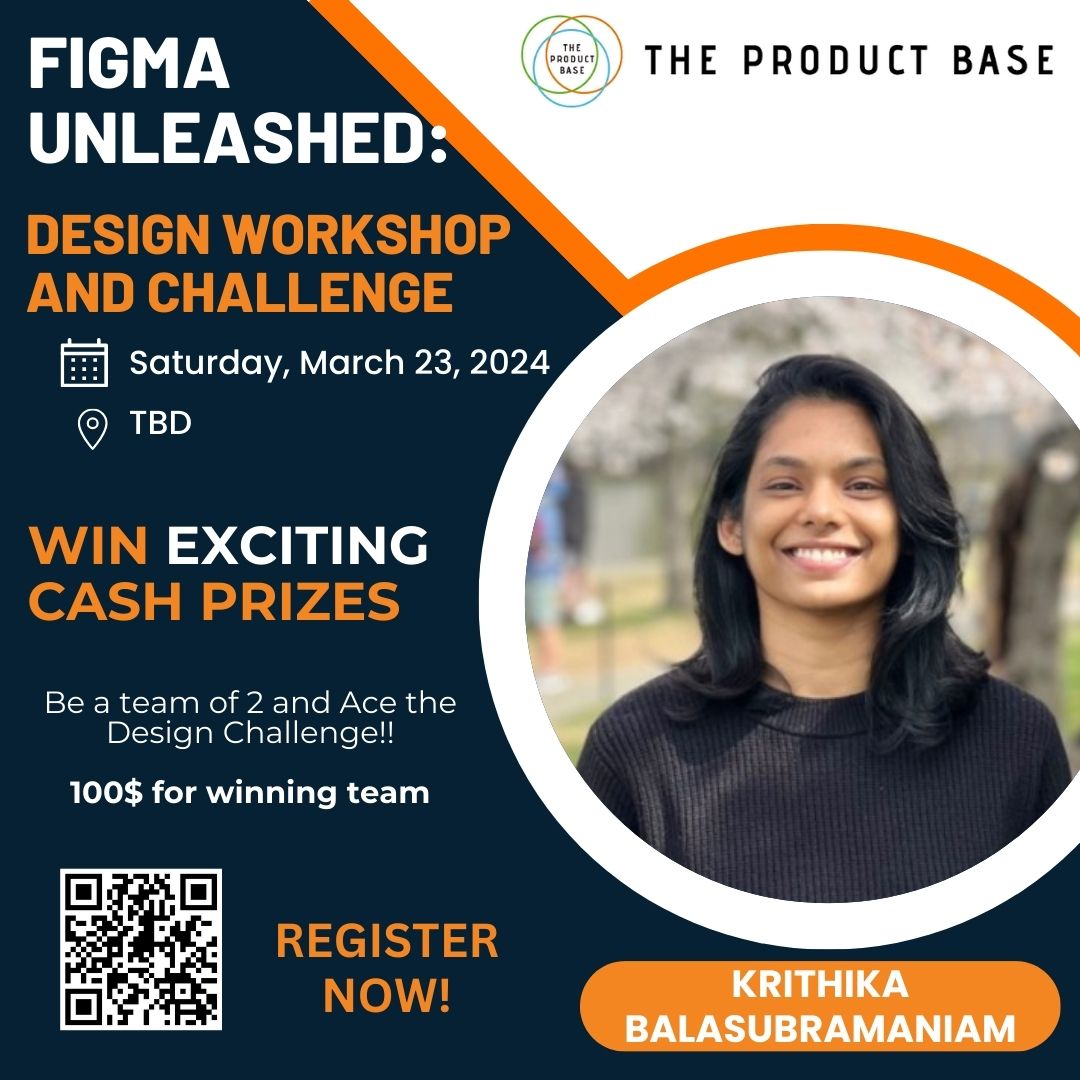 FIGMA
UNLEASHED:
THE
PRODUCT
BASE
THE PRODUCT BASE
DESIGN WORKSHOP
AND CHALLENGE
Saturday, March 23, 2024
TBD
WIN EXCITING
CASH PRIZES
Be a team of 2 and Ace the
Design Challenge!!
100$ for winning team
REGISTER
NOW!
KRITHIKA
BALASUBRAMANIAM